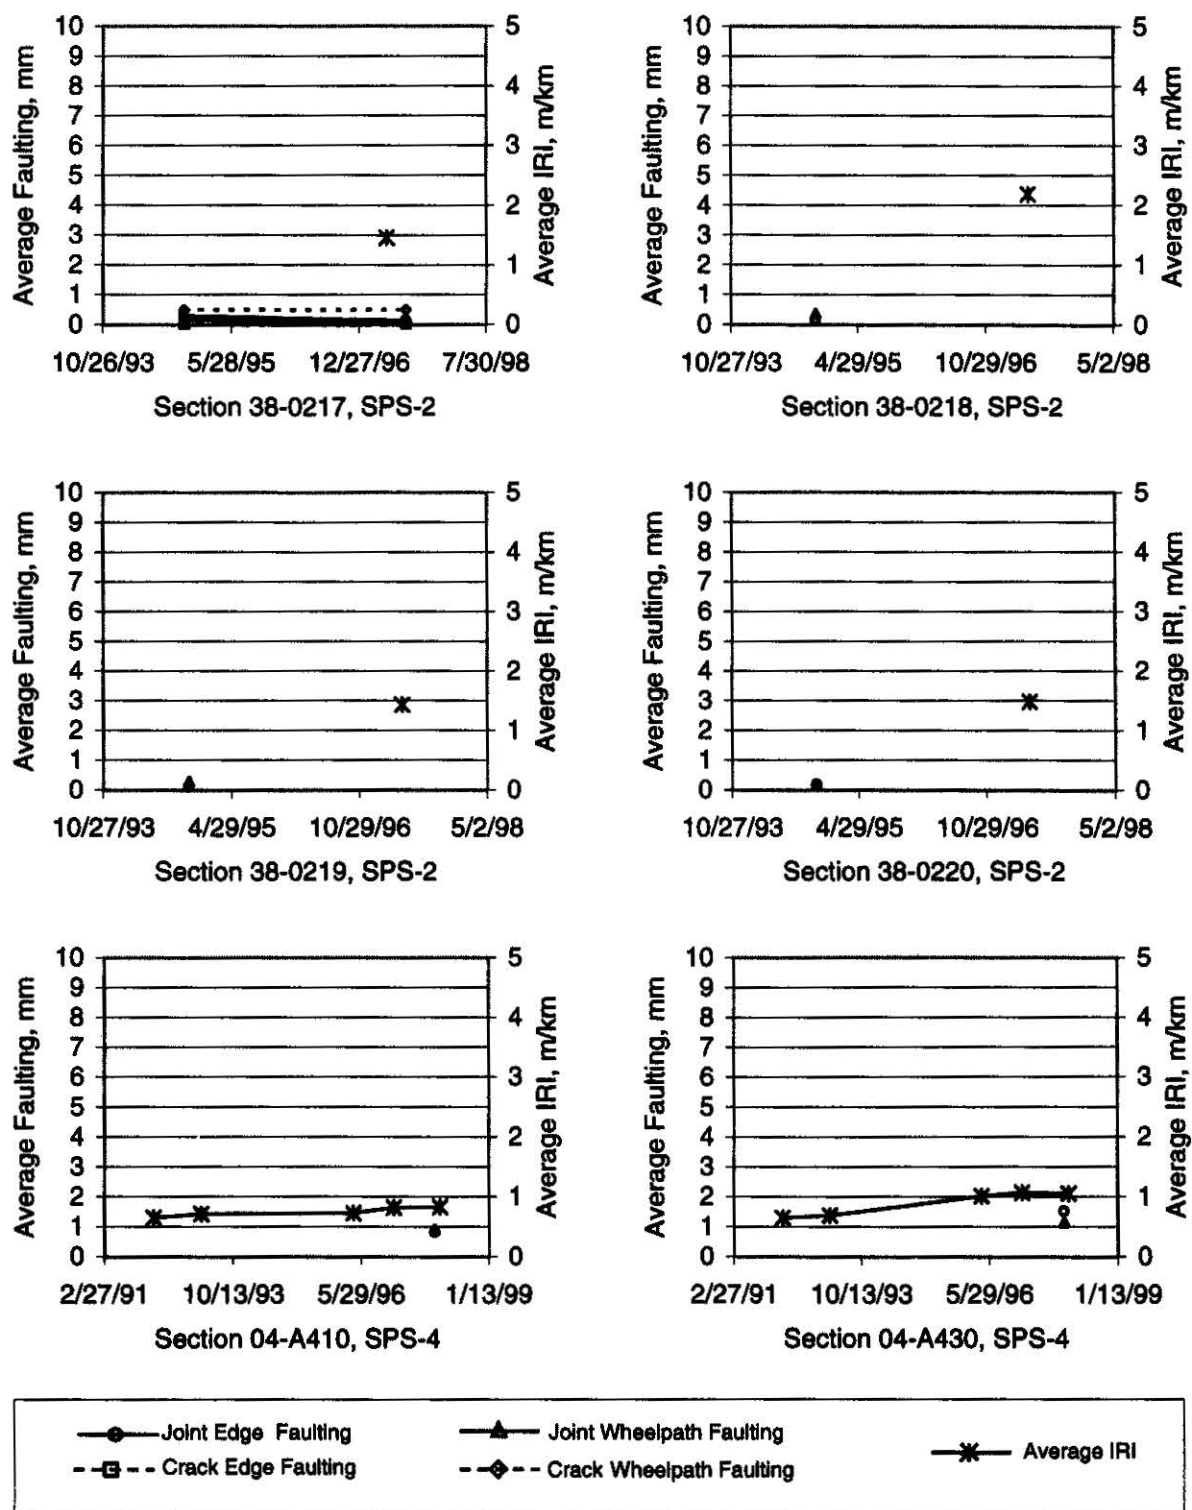 10 9 8 7 6 5 4 3 2 1 0
Average Faulting, mm
5 4 3 2 1 0
Average IRI, m/km
10/26/93 5/28/95 12/27/96 7/30/98
Section 38-0217, SPS-2
10 9 8 7 6 5 4 3 2 1 0
Average Faulting, mm
5 4 3 2 1 0
Average IRI, m/km
10/27/93 4/29/95 10/29/96 5/2/98
Section 38-0218, SPS-2
10 9 8 7 6 5 4 3 2 1 0
Average Faulting, mm
5 4 3 2 1 0
Average IRI, m/km
10/27/93 4/29/95 10/29/96 5/2/98
Section 38-0219, SPS-2
10 9 8 7 6 5 4 3 2 1 0
Average Faulting, mm
5 4 3 2 1 0
Average IRI, m/km
10/27/93 4/29/95 10/29/96 5/2/98
Section 38-0220, SPS-2
10 9 8 7 6 5 4 3 2 1 0
Average Faulting, mm
5 4 3 2 1 0
Average IRI, m/km
2/27/91 10/13/93 5/29/96 1/13/99
Section 04-A410, SPS-4
10 9 8 7 6 5 4 3 2 1 0
Average Faulting, mm
5 4 3 2 1 0
Average IRI, m/km
2/27/91 10/13/93 5/29/96 1/13/99
Section 04-A430, SPS-4
Joint Edge Faulting
Joint Wheelpath Faulting
Average IRI
Crack Edge Faulting
Crack Wheelpath Faulting